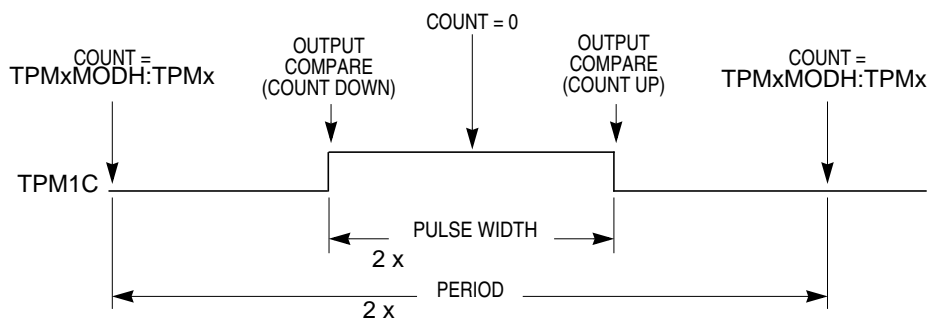 COUNT = 0
COUNT =
TPMxMODH:TPMx
OUTPUT
COMPARE
(COUNT DOWN)
OUTPUT
COMPARE
(COUNT UP)
COUNT =
TPMxMODH:TPMx
TPM1C
PULSE WIDTH
2 x
PERIOD
2 x